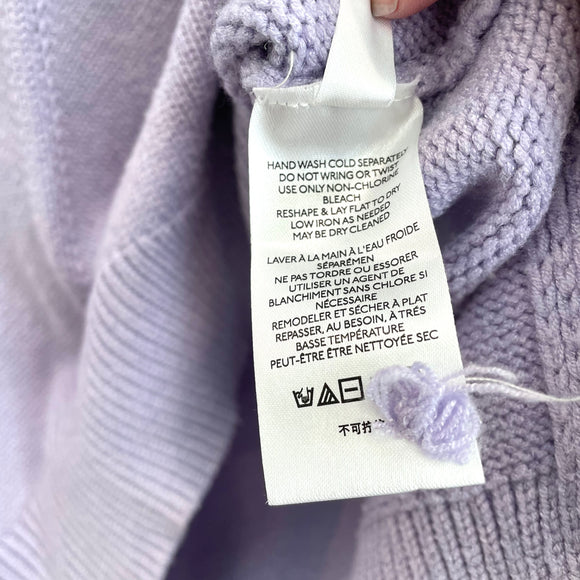 HAND WASH COLD SEPARATELY
DO NOT WRING OR TWIST
USE ONLY NON-CHLORINE
BLEACH
RESHAPE & LAY FLAT TO DRY
LOW IRON AS NEEDED
MAY BE DRY CLEANED
LAVER À LA MAIN À L'EAU FROIDE
SÉPARÉMEN
NE PAS TORDRE OU ESSORER
UTILISER UN AGENT DE
BLANCHIMENT SANS CHLORE SI
NÉCESSAIRE
REMODELER ET SÉCHER À PLAT
REPASSER, AU BESOIN, À TRÉS
BASSE TEMPÉRATURE
PEUT-ÊTRE ÊTRE NETTOYÉE SEC
不可拧